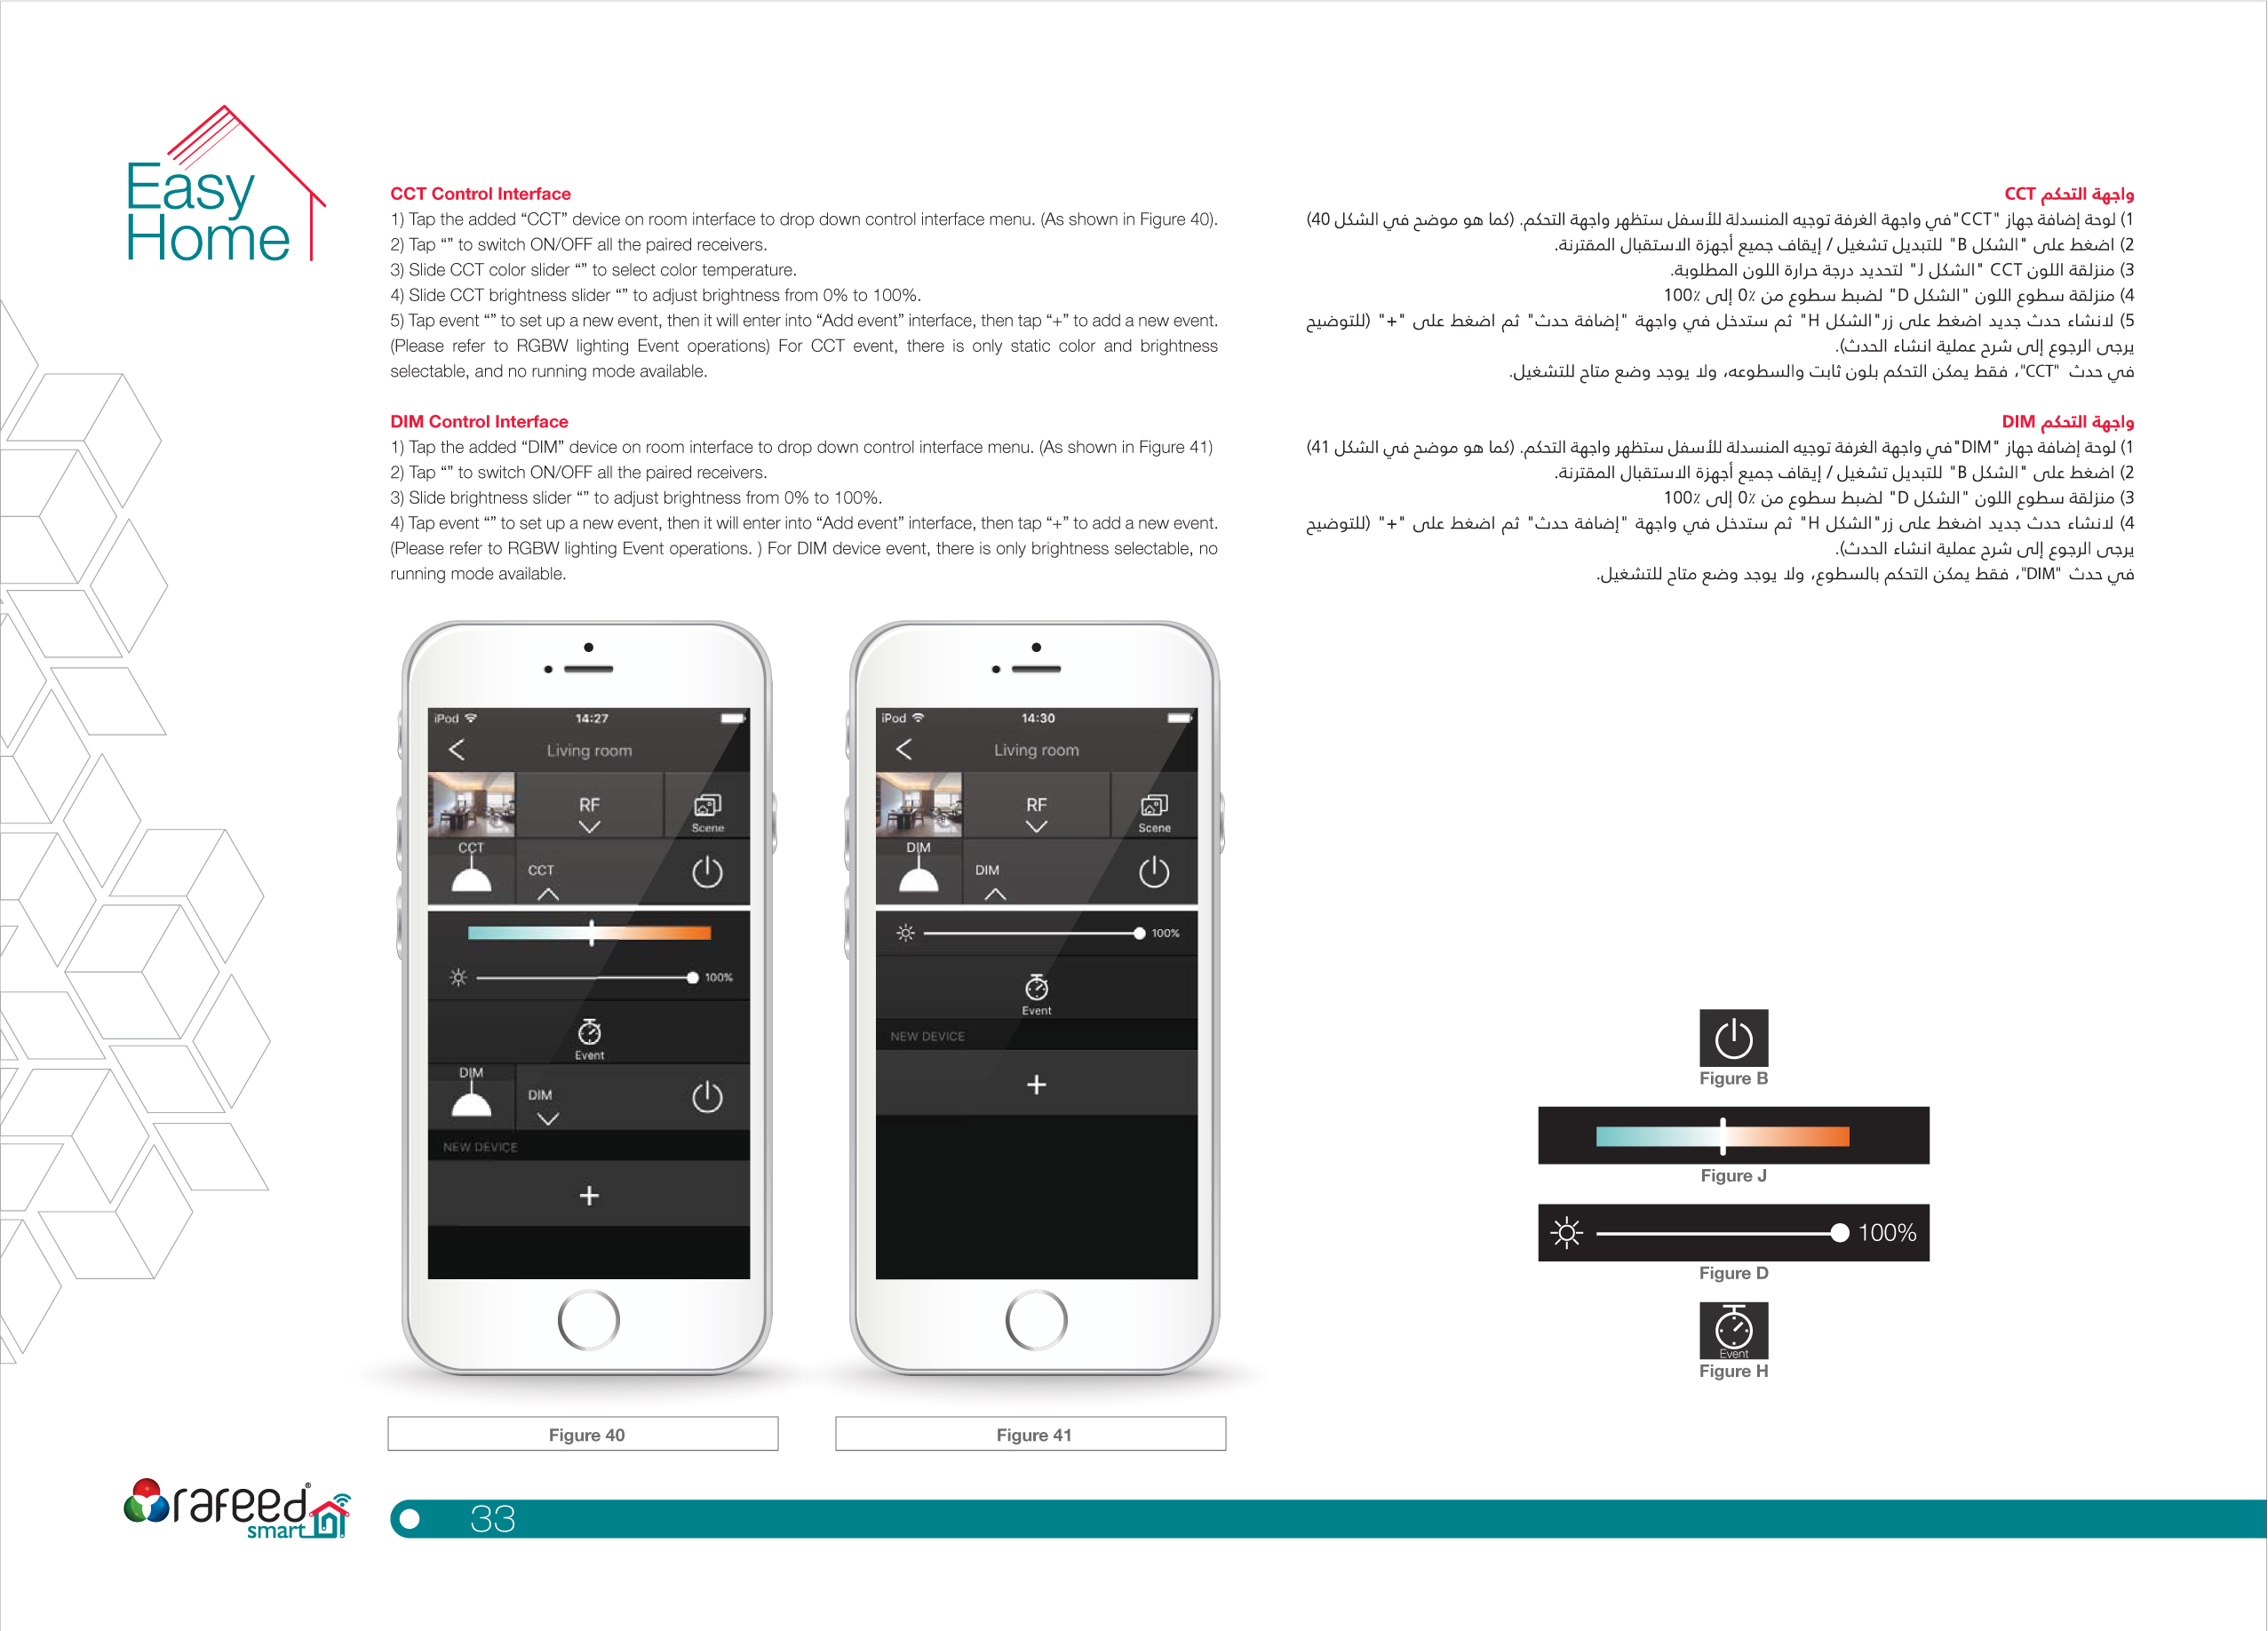 Easy
Home
CCT Control Interface
1) Tap the added “CCT” device on room interface to drop down control interface menu. (As shown in Figure 40).
2) Tap “” to switch ON/OFF all the paired receivers.
3) Slide CCT color slider “” to select color temperature.
4) Slide CCT brightness slider “” to adjust brightness from 0% to 100%.
5) Tap event “” to set up a new event, then it will enter into “Add event” interface, then tap “+” to add a new event.
(Please refer to RGBW lighting Event operations) For CCT event, there is only static color and brightness
selectable, and no running mode available.
DIM Control Interface
1) Tap the added “DIM” device on room interface to drop down control interface menu. (As shown in Figure 41)
2) Tap “” to switch ON/OFF all the paired receivers.
3) Slide brightness slider “” to adjust brightness from 0% to 100%.
4) Tap event “” to set up a new event, then it will enter into “Add event” interface, then tap “+” to add a new event.
(Please refer to RGBW lighting Event operations. ) For DIM device event, there is only brightness selectable, no
running mode available.
واجهة التحكم CCT
1) لوحة إضافة جهاز "CCT"في واجهة الغرفة توجيه المنسدلة للأسفل ستظهر واجهة التحكم. (كما هو موضح في الشكل 40)
2) اضغط على "الشكل B" للتبديل تشغيل / إيقاف جميع أجهزة الاستقبال المقترنة.
3) منزلقة اللون CCT "الشكل J" لتحديد درجة حرارة اللون المطلوبة.
4) منزلقة سطوع اللون "الشكل D" لضبط سطوع من 0٪ إلى 100٪
5) لانشاء حدث جديد اضغط على زر"الشكل H" ثم ستدخل في واجهة "إضافة حدث" ثم اضغط على "+" (للتوضيح
يرجى الرجوع إلى شرح عملية انشاء الحدث).
في حدث "CCT"، فقط يمكن التحكم بلون ثابت والسطوعه، ولا يوجد وضع متاح للتشغيل.
واجهة التحكم DIM
1) لوحة إضافة جهاز "DIM"في واجهة الغرفة توجيه المنسدلة للأسفل ستظهر واجهة التحكم. (كما هو موضح في الشكل 41)
2) اضغط على "الشكل B" للتبديل تشغيل / إيقاف جميع أجهزة الاستقبال المقترنة.
3) منزلقة سطوع اللون "الشكل D" لضبط سطوع من 0٪ إلى 100٪
4) لانشاء حدث جديد اضغط على زر"الشكل H" ثم ستدخل في واجهة "إضافة حدث" ثم اضغط على "+" (للتوضيح
يرجى الرجوع إلى شرح عملية انشاء الحدث).
في حدث "DIM"، فقط يمكن التحكم بالسطوع، ولا يوجد وضع متاح للتشغيل.
iPod 14:27
Living room
RF
Scene
CCT
CCT
100%
Event
DIM
DIM
NEW DEVICE
+
Figure 40
iPod 14:30
Living room
RF
Scene
DIM
DIM
100%
Event
NEW DEVICE
+
Figure 41
Figure B
Figure J
100%
Figure D
Event
Figure H
rafeed®
smart
33